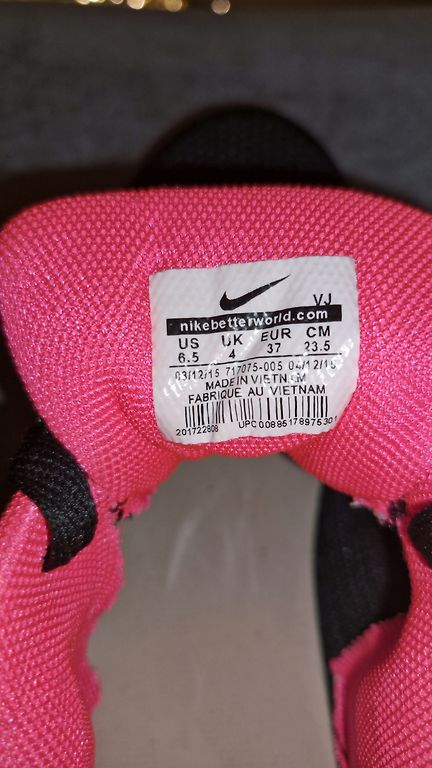 VJ
nikebetterworld.com
US UK EUR CM
6.5 4 37 23.5
03/12/15 717075-005 04/12/15
MADE IN VIETNAM
FABRIQUE AU VIETNAM
201722808 UPC00885178975301